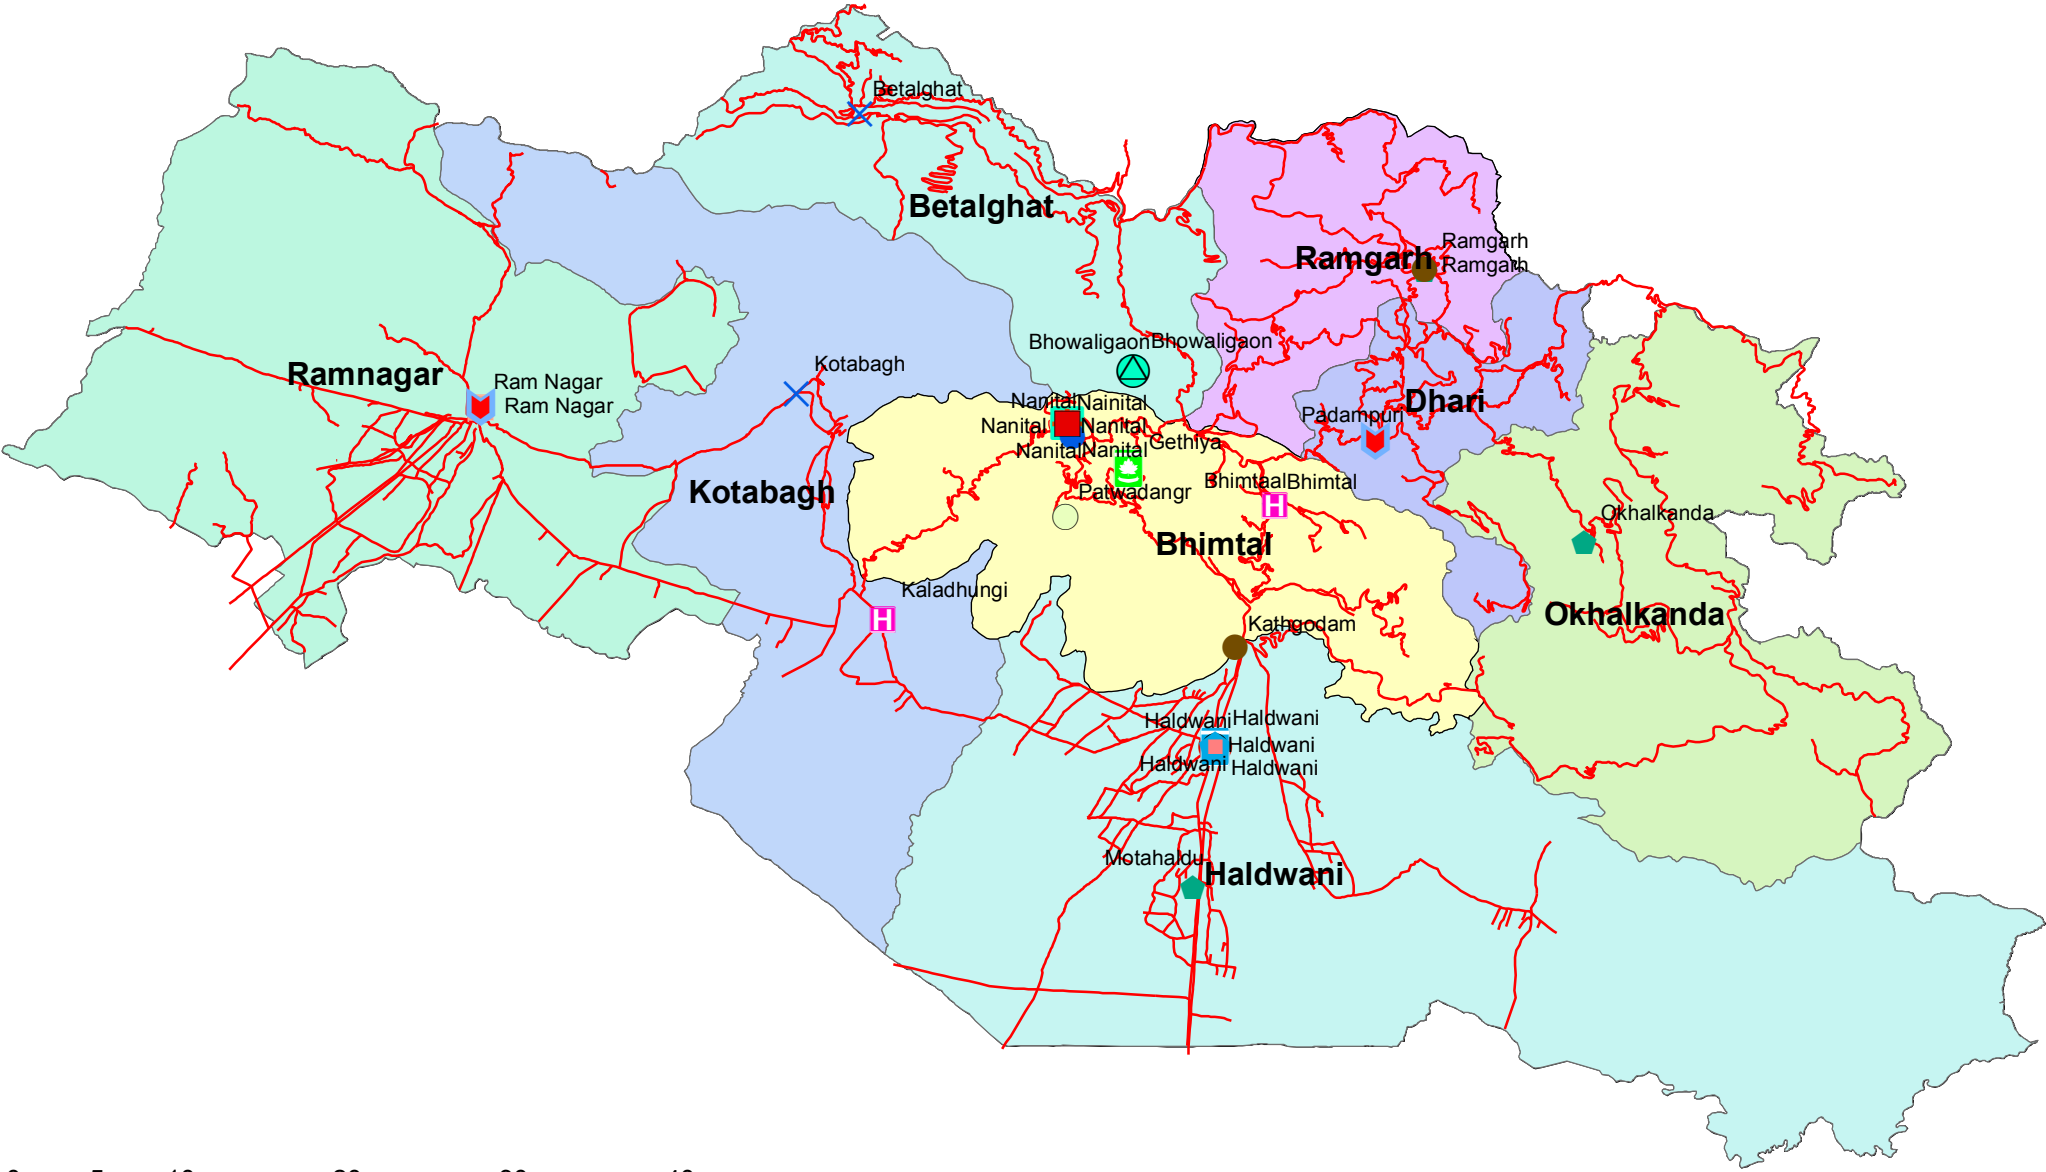 Betalghat
Betalghat
Ramgarh
Ramgarh
Ramgarh
Bhowaligaon Bhowaligaon
Kotabagh
Ramnagar
Ram Nagar
Ram Nagar
Dhari
Padampuri
Nanital Nainital
Nanital Nanital
Nanital Nanital
Gethiya
Kotabagh
Patwadangr
Bhimtaal Bhimtal
Okhalkanda
Bhimtal
Kaladhungi
Okhalkanda
Kathgodam
Haldwani Haldwani
Haldwani
Haldwani Haldwani
Motahaldu
Haldwani